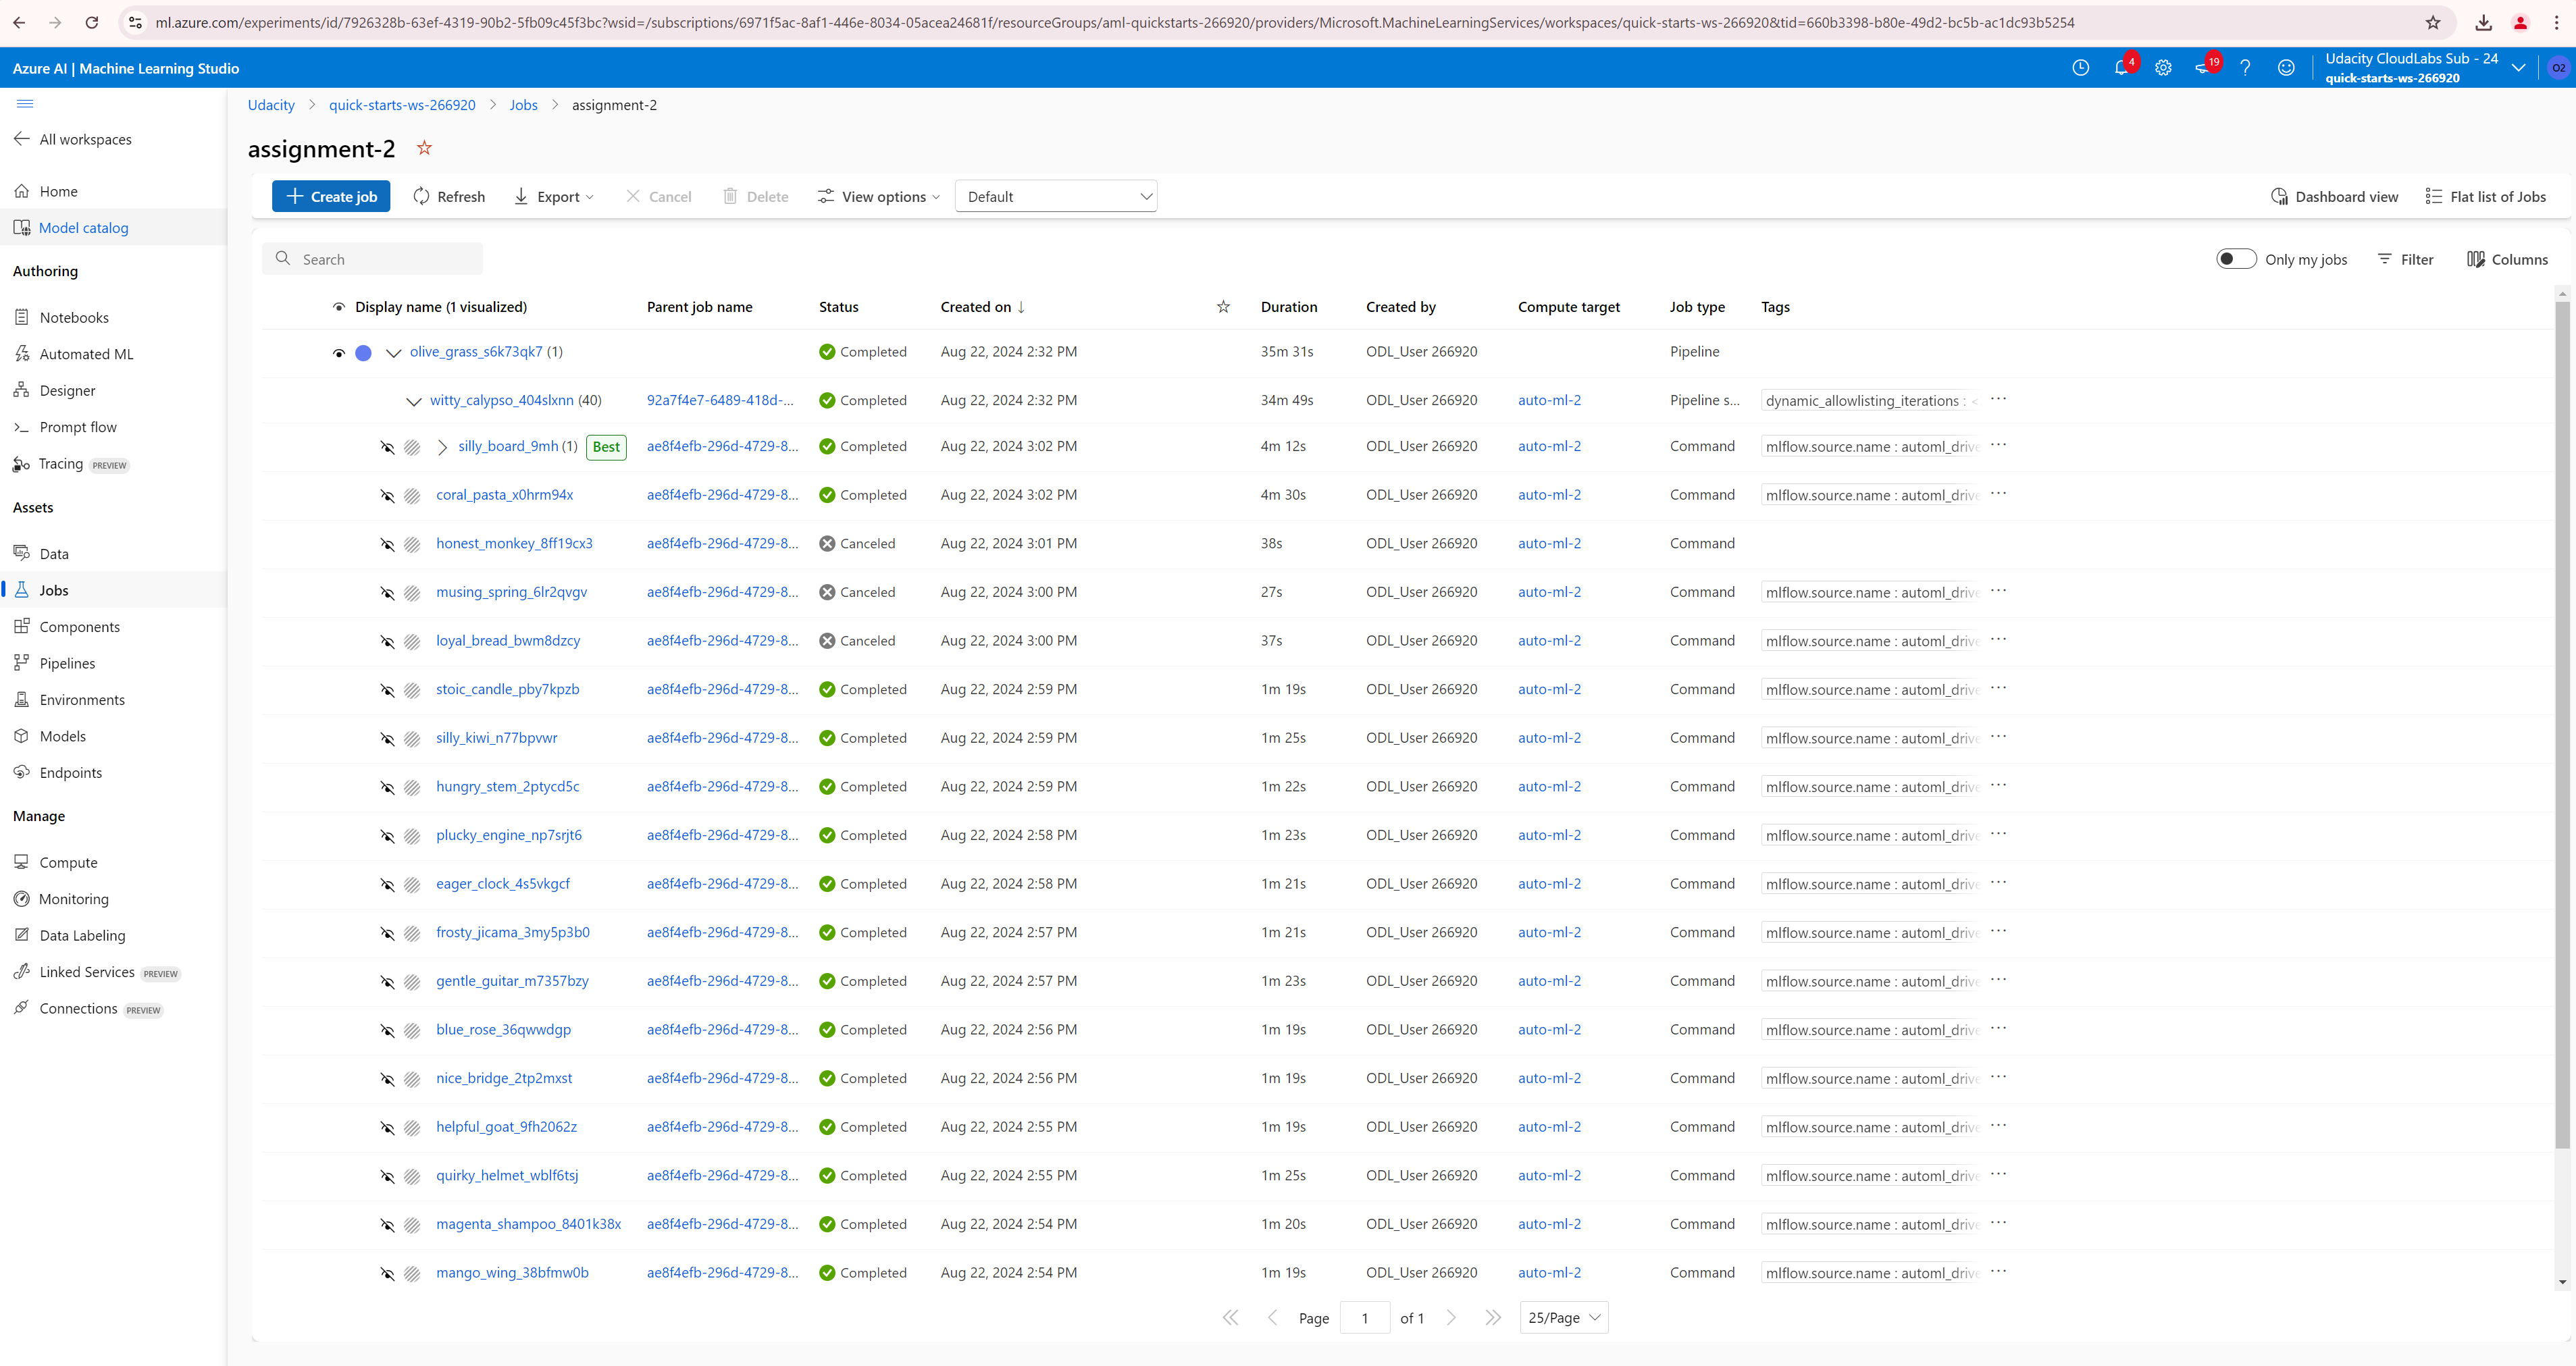 ml.azure.com/experiments/id/7926328b-63ef-4319-90b2-5fb09c45f3bc?wsid=/subscriptions/6971f5ac-8af1-446e-8034-05acea24681f/resourceGroups/aml-quickstarts-266920/providers/Microsoft.MachineLearningServices/workspaces/quick-starts-ws-266920&tid=660b3398-b80e-49d2-bc5b-ac1dc93b5254
Azure AI | Machine Learning Studio
4
19
Udacity CloudLabs Sub - 24
quick-starts-ws-266920
O2
All workspaces
Home
Model catalog
Authoring
Notebooks
Automated ML
Designer
Prompt flow
Tracing PREVIEW
Assets
Data
Jobs
Components
Pipelines
Environments
Models
Endpoints
Manage
Compute
Monitoring
Data Labeling
Linked Services PREVIEW
Connections PREVIEW
Udacity > quick-starts-ws-266920 > Jobs > assignment-2
assignment-2
Create job Refresh Export Cancel Delete View options Default Dashboard view Flat list of Jobs
Search Only my jobs Filter Columns
Display name (1 visualized) Parent job name Status Created on ↓ Duration Created by Compute target Job type Tags
olive_grass_s6k73qk7 (1) Completed Aug 22, 2024 2:32 PM 35m 31s ODL_User 266920 Pipeline
witty_calypso_404slxnn (40) 92a7f4e7-6489-418d-... Completed Aug 22, 2024 2:32 PM 34m 49s ODL_User 266920 auto-ml-2 Pipeline s... dynamic_allowlisting_iterations : < ...
silly_board_9mh (1) Best ae8f4efb-296d-4729-8... Completed Aug 22, 2024 3:02 PM 4m 12s ODL_User 266920 auto-ml-2 Command mlflow.source.name : automl_drive ...
coral_pasta_x0hrm94x ae8f4efb-296d-4729-8... Completed Aug 22, 2024 3:02 PM 4m 30s ODL_User 266920 auto-ml-2 Command mlflow.source.name : automl_drive ...
honest_monkey_8ff19cx3 ae8f4efb-296d-4729-8... Canceled Aug 22, 2024 3:01 PM 38s ODL_User 266920 auto-ml-2 Command
musing_spring_6lr2qvgv ae8f4efb-296d-4729-8... Canceled Aug 22, 2024 3:00 PM 27s ODL_User 266920 auto-ml-2 Command mlflow.source.name : automl_drive ...
loyal_bread_bwm8dzcy ae8f4efb-296d-4729-8... Canceled Aug 22, 2024 3:00 PM 37s ODL_User 266920 auto-ml-2 Command mlflow.source.name : automl_drive ...
stoic_candle_pby7kpzb ae8f4efb-296d-4729-8... Completed Aug 22, 2024 2:59 PM 1m 19s ODL_User 266920 auto-ml-2 Command mlflow.source.name : automl_drive ...
silly_kiwi_n77bpvwr ae8f4efb-296d-4729-8... Completed Aug 22, 2024 2:59 PM 1m 25s ODL_User 266920 auto-ml-2 Command mlflow.source.name : automl_drive ...
hungry_stem_2ptycd5c ae8f4efb-296d-4729-8... Completed Aug 22, 2024 2:59 PM 1m 22s ODL_User 266920 auto-ml-2 Command mlflow.source.name : automl_drive ...
plucky_engine_np7srjt6 ae8f4efb-296d-4729-8... Completed Aug 22, 2024 2:58 PM 1m 23s ODL_User 266920 auto-ml-2 Command mlflow.source.name : automl_drive ...
eager_clock_4s5vkgcf ae8f4efb-296d-4729-8... Completed Aug 22, 2024 2:58 PM 1m 21s ODL_User 266920 auto-ml-2 Command mlflow.source.name : automl_drive ...
frosty_jicama_3my5p3b0 ae8f4efb-296d-4729-8... Completed Aug 22, 2024 2:57 PM 1m 21s ODL_User 266920 auto-ml-2 Command mlflow.source.name : automl_drive ...
gentle_guitar_m7357bzy ae8f4efb-296d-4729-8... Completed Aug 22, 2024 2:57 PM 1m 23s ODL_User 266920 auto-ml-2 Command mlflow.source.name : automl_drive ...
blue_rose_36qwwdgp ae8f4efb-296d-4729-8... Completed Aug 22, 2024 2:56 PM 1m 19s ODL_User 266920 auto-ml-2 Command mlflow.source.name : automl_drive ...
nice_bridge_2tp2mxst ae8f4efb-296d-4729-8... Completed Aug 22, 2024 2:56 PM 1m 19s ODL_User 266920 auto-ml-2 Command mlflow.source.name : automl_drive ...
helpful_goat_9fh2062z ae8f4efb-296d-4729-8... Completed Aug 22, 2024 2:55 PM 1m 19s ODL_User 266920 auto-ml-2 Command mlflow.source.name : automl_drive ...
quirky_helmet_wblf6tsj ae8f4efb-296d-4729-8... Completed Aug 22, 2024 2:55 PM 1m 25s ODL_User 266920 auto-ml-2 Command mlflow.source.name : automl_drive ...
magenta_shampoo_8401k38x ae8f4efb-296d-4729-8... Completed Aug 22, 2024 2:54 PM 1m 20s ODL_User 266920 auto-ml-2 Command mlflow.source.name : automl_drive ...
mango_wing_38bfmw0b ae8f4efb-296d-4729-8... Completed Aug 22, 2024 2:54 PM 1m 19s ODL_User 266920 auto-ml-2 Command mlflow.source.name : automl_drive ...
Page 1 of 1 25/Page